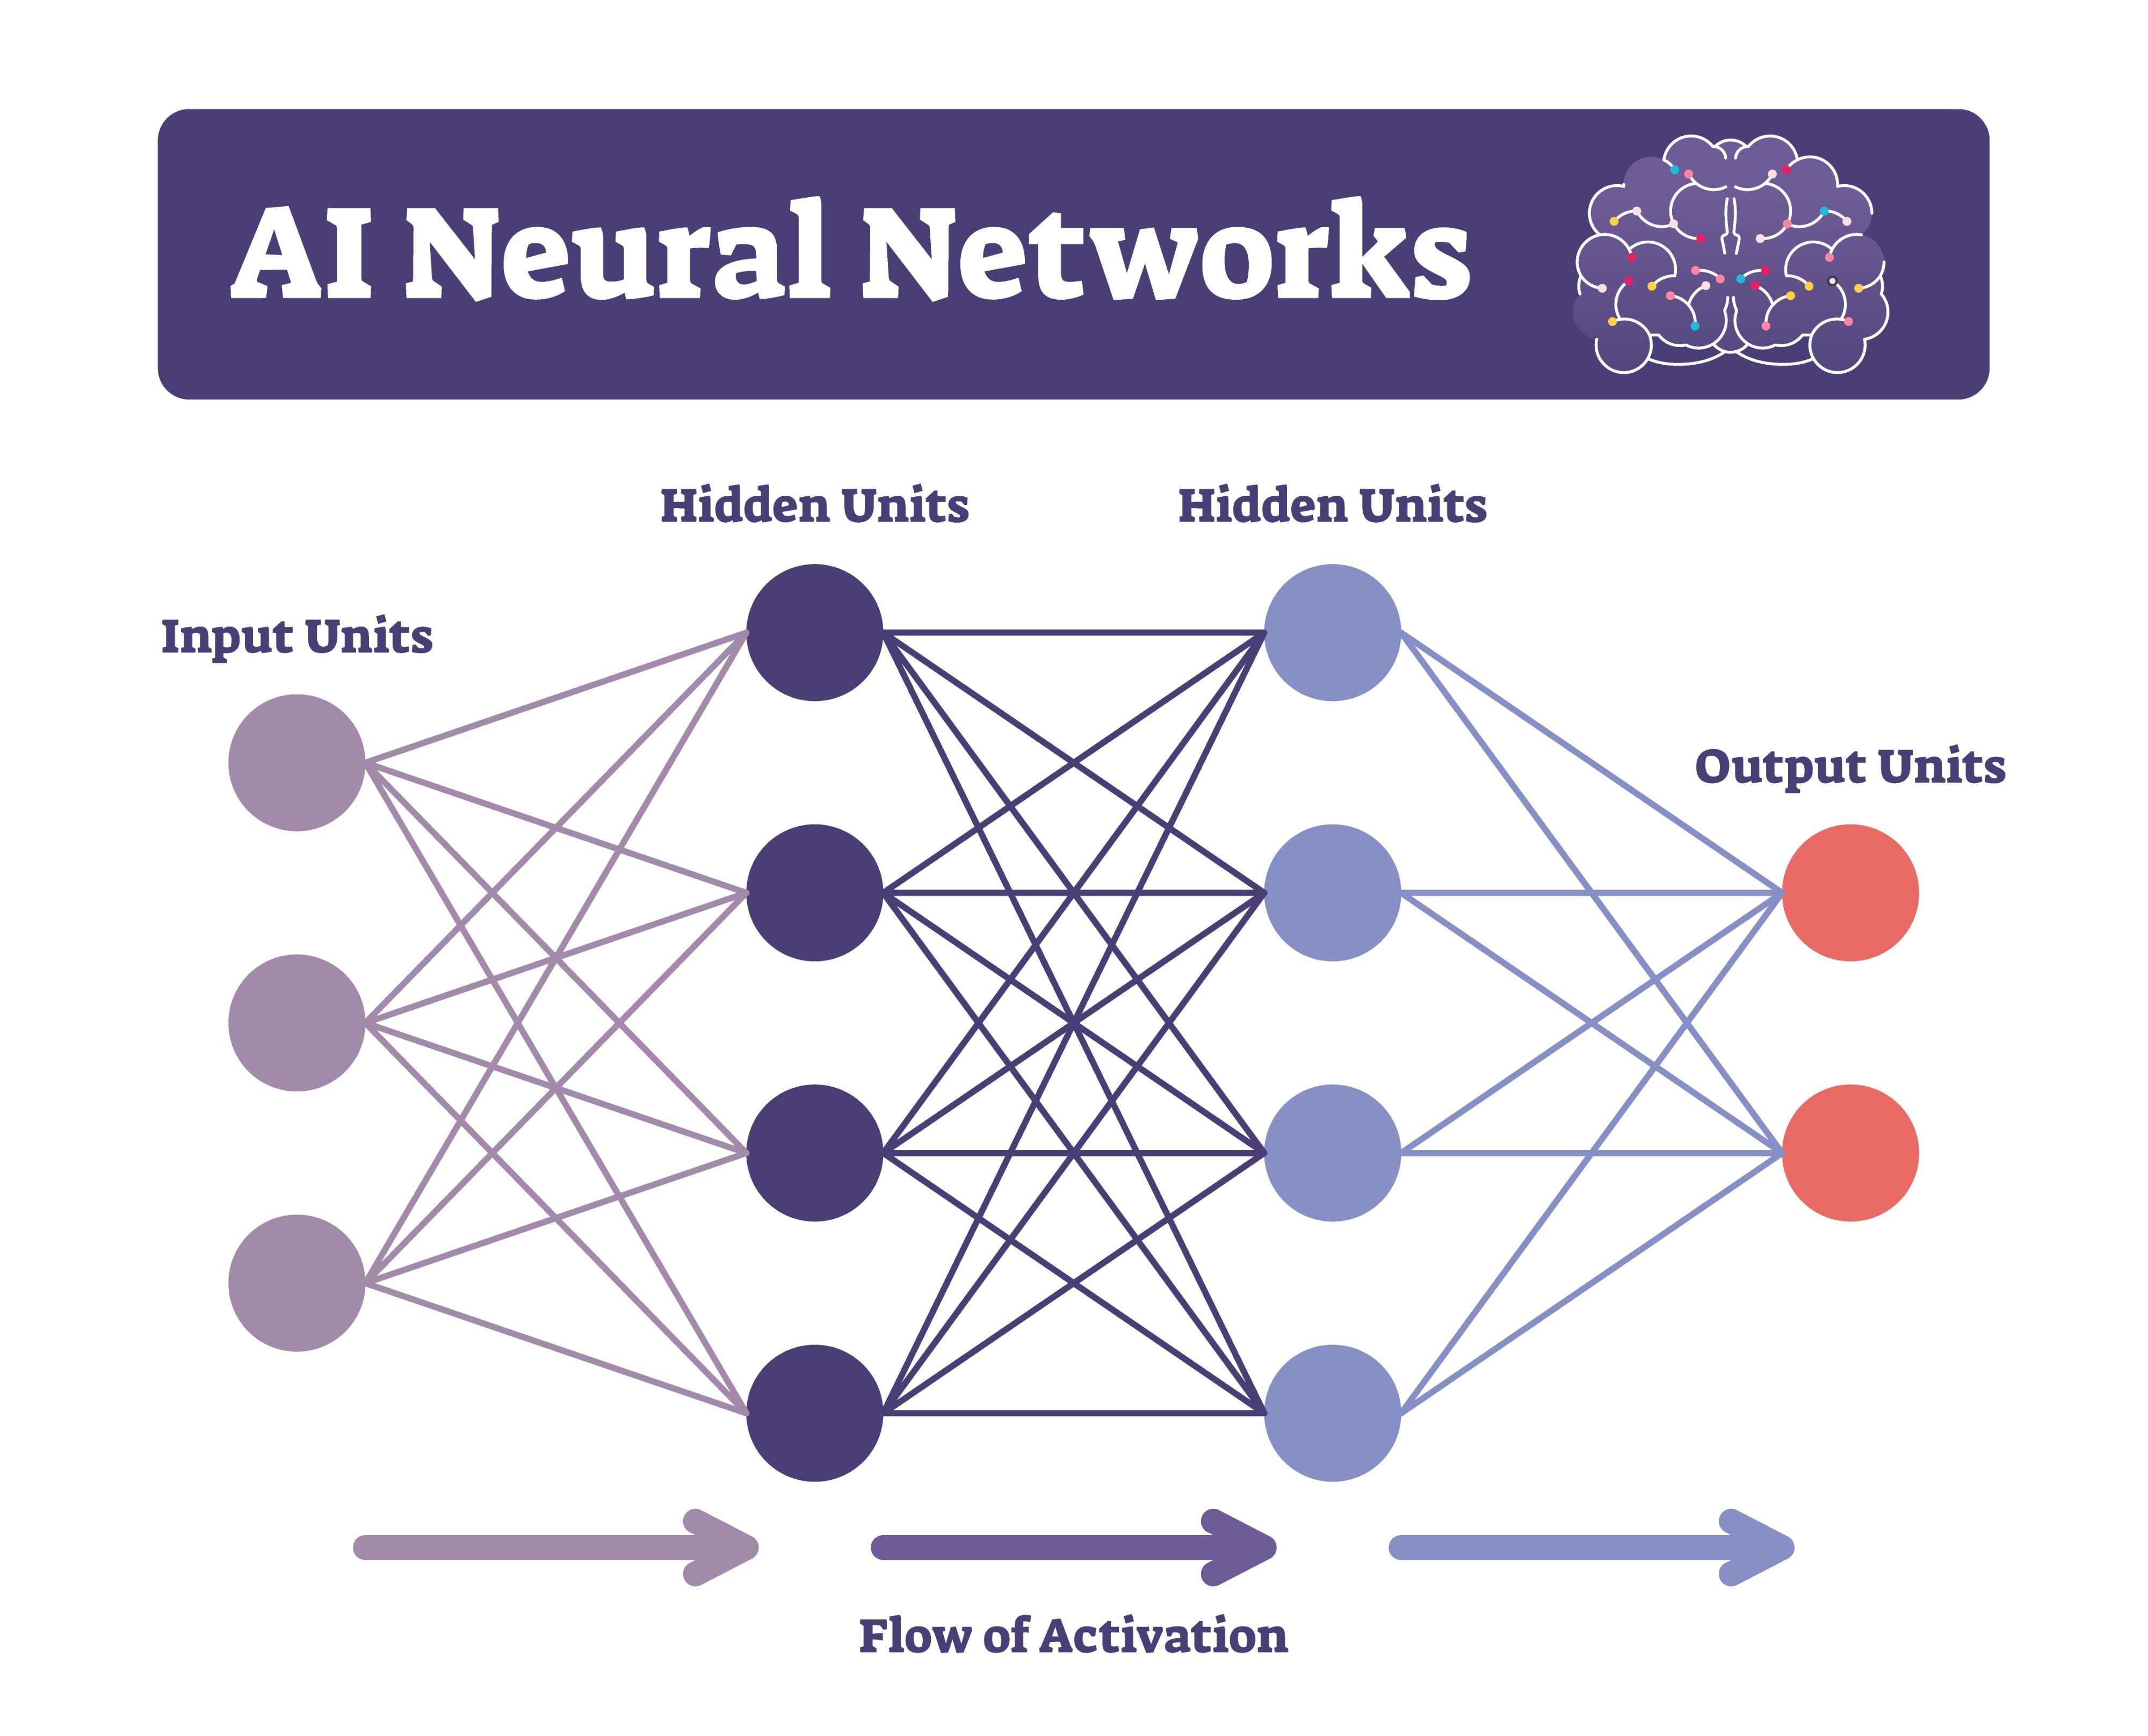 AI Neural Networks
Hidden Units
Hidden Units
Input Units
Output Units
Flow of Activation